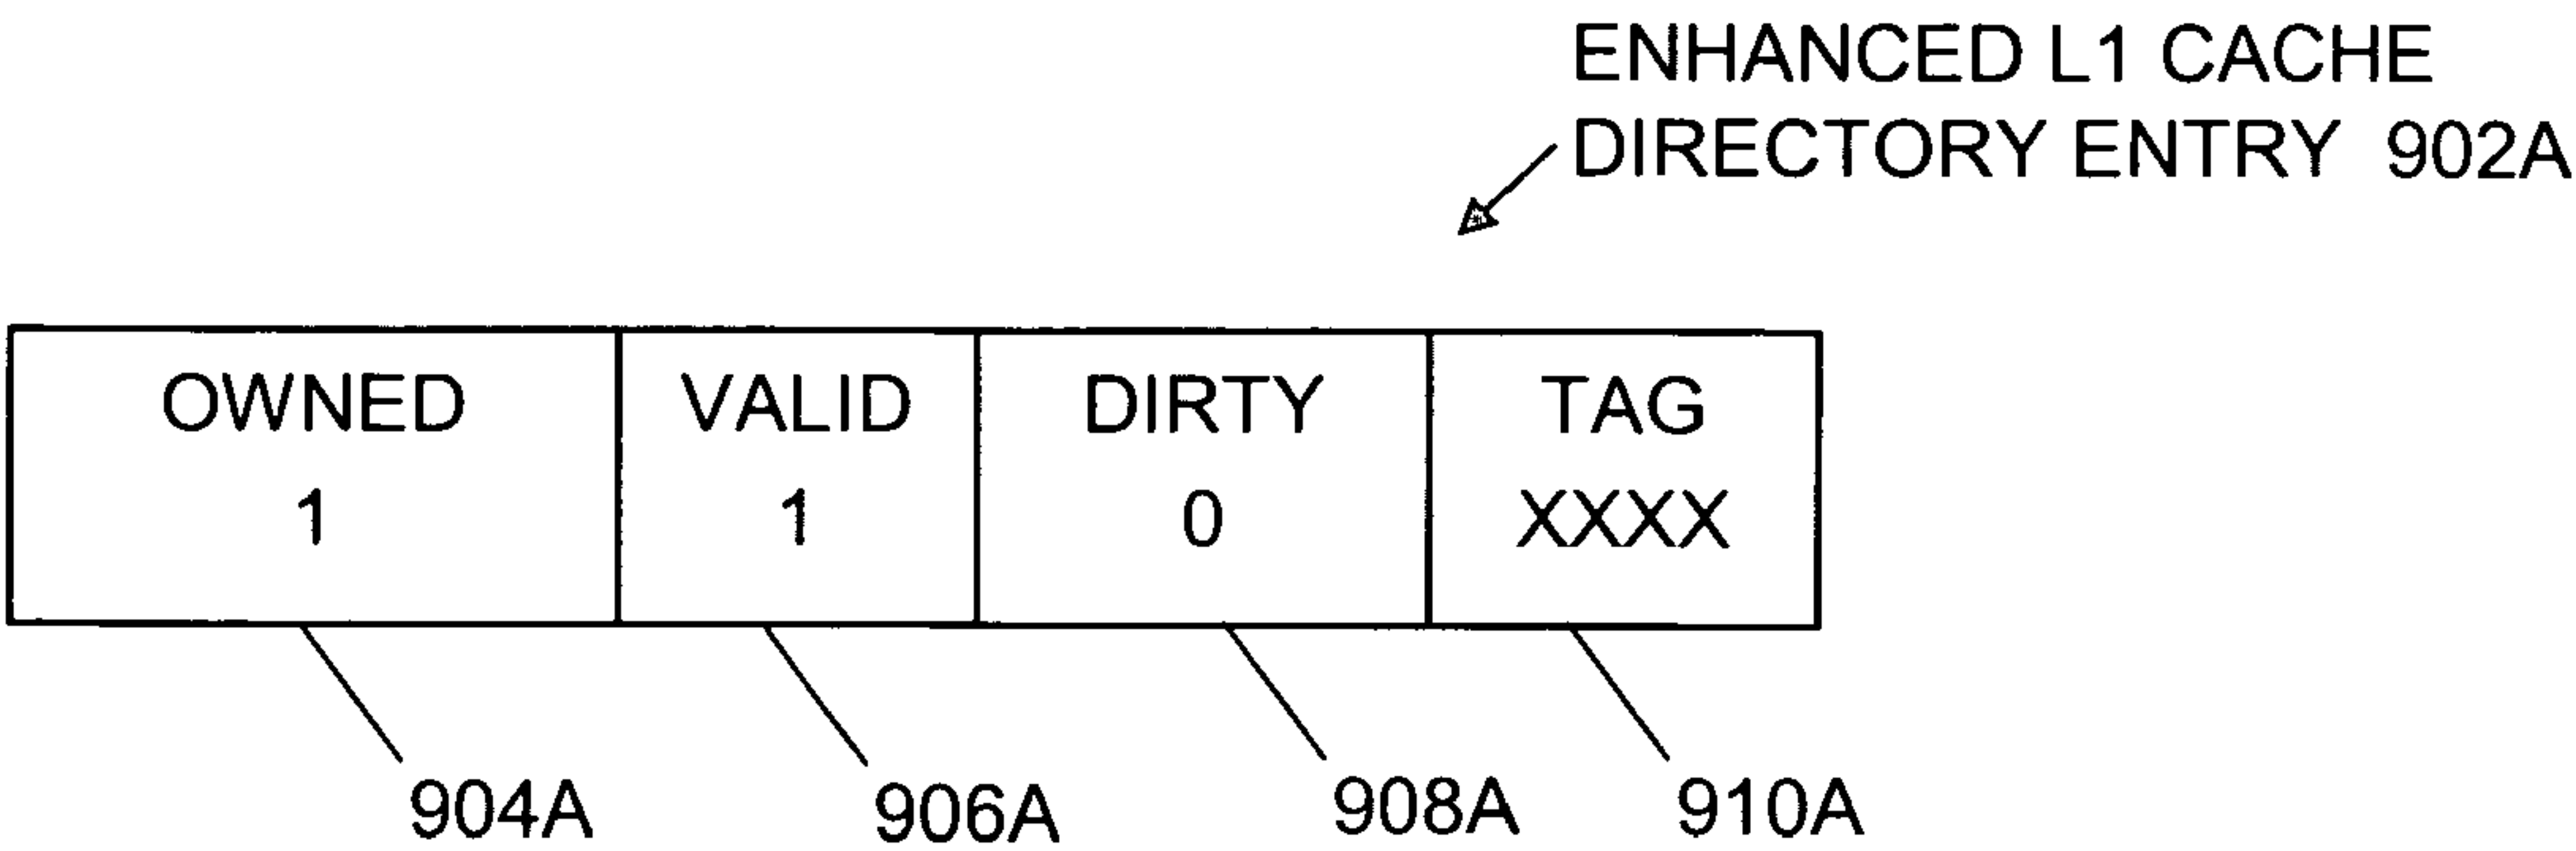 ENHANCED L1 CACHE
DIRECTORY ENTRY 902A
OWNED VALID DIRTY TAG
1 1 0 XXXX
904A 906A 908A 910A